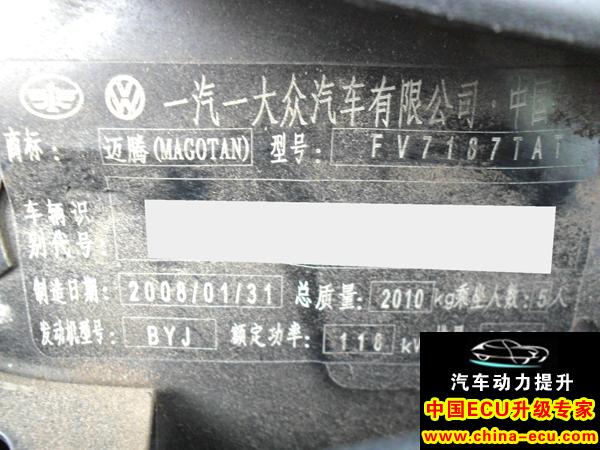 一汽一大众汽车有限公司·中国
商标： 迈腾(MAGOTAN) 型号： FV7187TAT
车辆识
别代号：
制造日期： 2008/01/31 总质量： 2010 kg 乘坐人数： 5人
发动机型号： BYJ 额定功率： 118
汽车动力提升
中国ECU升级专家
www.china-ecu.com